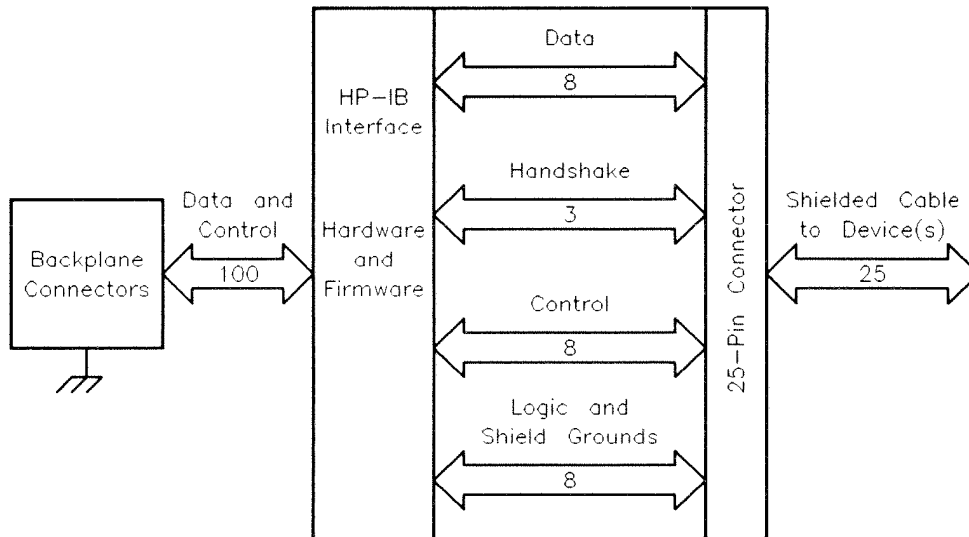 Backplane
Connectors
Data and
Control
100
HP-IB
Interface
Hardware
and
Firmware
Data
8
Handshake
3
Control
8
Logic and
Shield Grounds
8
25-Pin Connector
Shielded Cable
to Device(s)
25